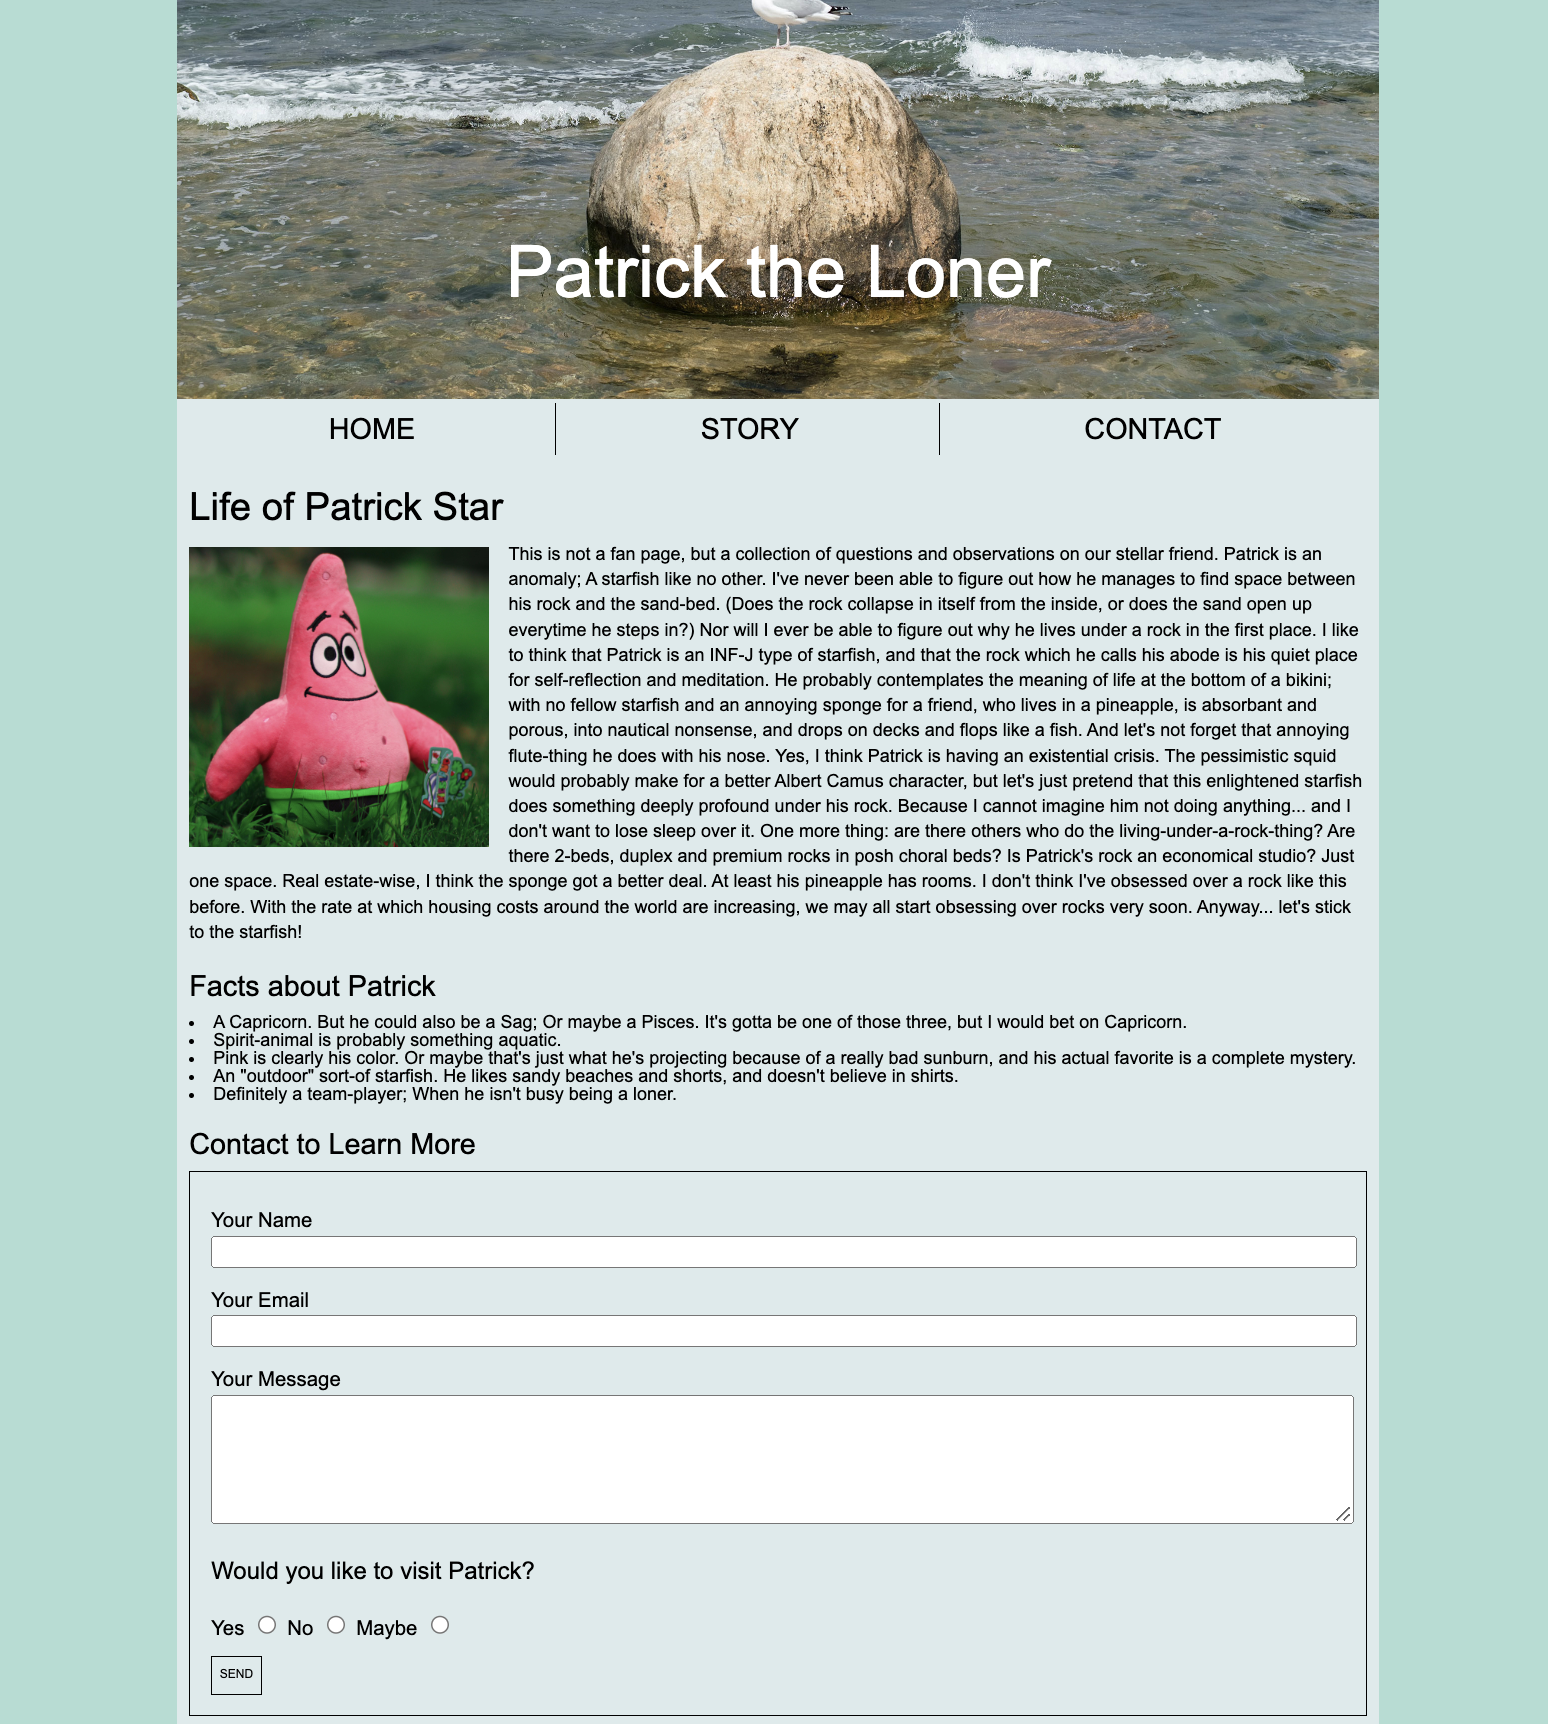 Patrick the Loner
HOME STORY CONTACT
Life of Patrick Star
This is not a fan page, but a collection of questions and observations on our stellar friend. Patrick is an
anomaly; A starfish like no other. I've never been able to figure out how he manages to find space between
his rock and the sand-bed. (Does the rock collapse in itself from the inside, or does the sand open up
everytime he steps in?) Nor will I ever be able to figure out why he lives under a rock in the first place. I like
to think that Patrick is an INF-J type of starfish, and that the rock which he calls his abode is his quiet place
for self-reflection and meditation. He probably contemplates the meaning of life at the bottom of a bikini;
with no fellow starfish and an annoying sponge for a friend, who lives in a pineapple, is absorbant and
porous, into nautical nonsense, and drops on decks and flops like a fish. And let's not forget that annoying
flute-thing he does with his nose. Yes, I think Patrick is having an existential crisis. The pessimistic squid
would probably make for a better Albert Camus character, but let's just pretend that this enlightened starfish
does something deeply profound under his rock. Because I cannot imagine him not doing anything... and I
don't want to lose sleep over it. One more thing: are there others who do the living-under-a-rock-thing? Are
there 2-beds, duplex and premium rocks in posh choral beds? Is Patrick's rock an economical studio? Just
one space. Real estate-wise, I think the sponge got a better deal. At least his pineapple has rooms. I don't think I've obsessed over a rock like this
before. With the rate at which housing costs around the world are increasing, we may all start obsessing over rocks very soon. Anyway... let's stick
to the starfish!
Facts about Patrick
• A Capricorn. But he could also be a Sag; Or maybe a Pisces. It's gotta be one of those three, but I would bet on Capricorn.
• Spirit-animal is probably something aquatic.
• Pink is clearly his color. Or maybe that's just what he's projecting because of a really bad sunburn, and his actual favorite is a complete mystery.
• An "outdoor" sort-of starfish. He likes sandy beaches and shorts, and doesn't believe in shirts.
• Definitely a team-player; When he isn't busy being a loner.
Contact to Learn More
Your Name
Your Email
Your Message
Would you like to visit Patrick?
Yes No Maybe
SEND